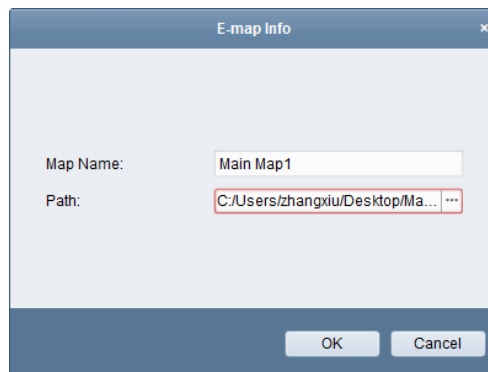 E-map Info
Map Name: Main Map1
Path: C:/Users/zhangxiu/Desktop/Ma... ...
OK Cancel